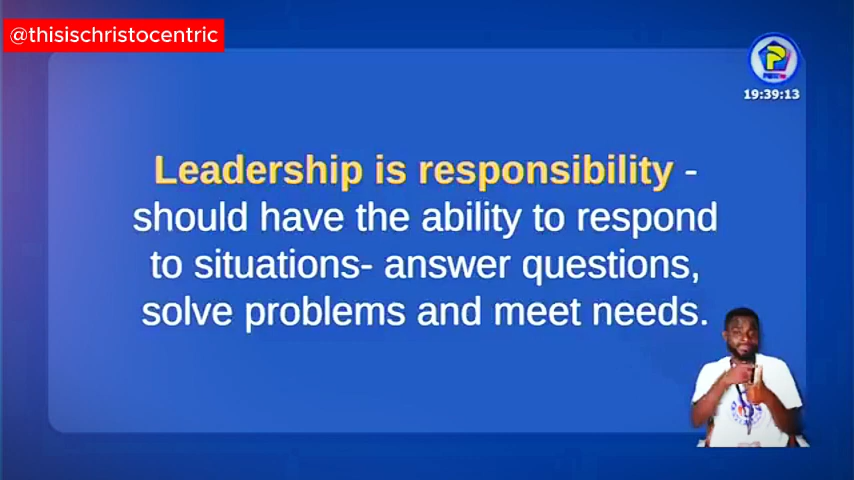 @thisischristocentric
19:39:13
Leadership is responsibility -
should have the ability to respond
to situations- answer questions,
solve problems and meet needs.